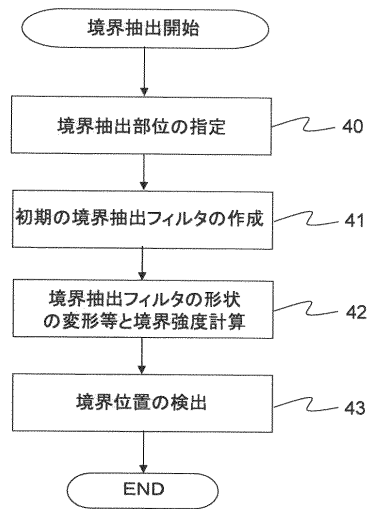 境界抽出開始
境界抽出部位の指定
40
初期の境界抽出フィルタの作成
41
境界抽出フィルタの形状
の変形等と境界強度計算
42
境界位置の検出
43
END